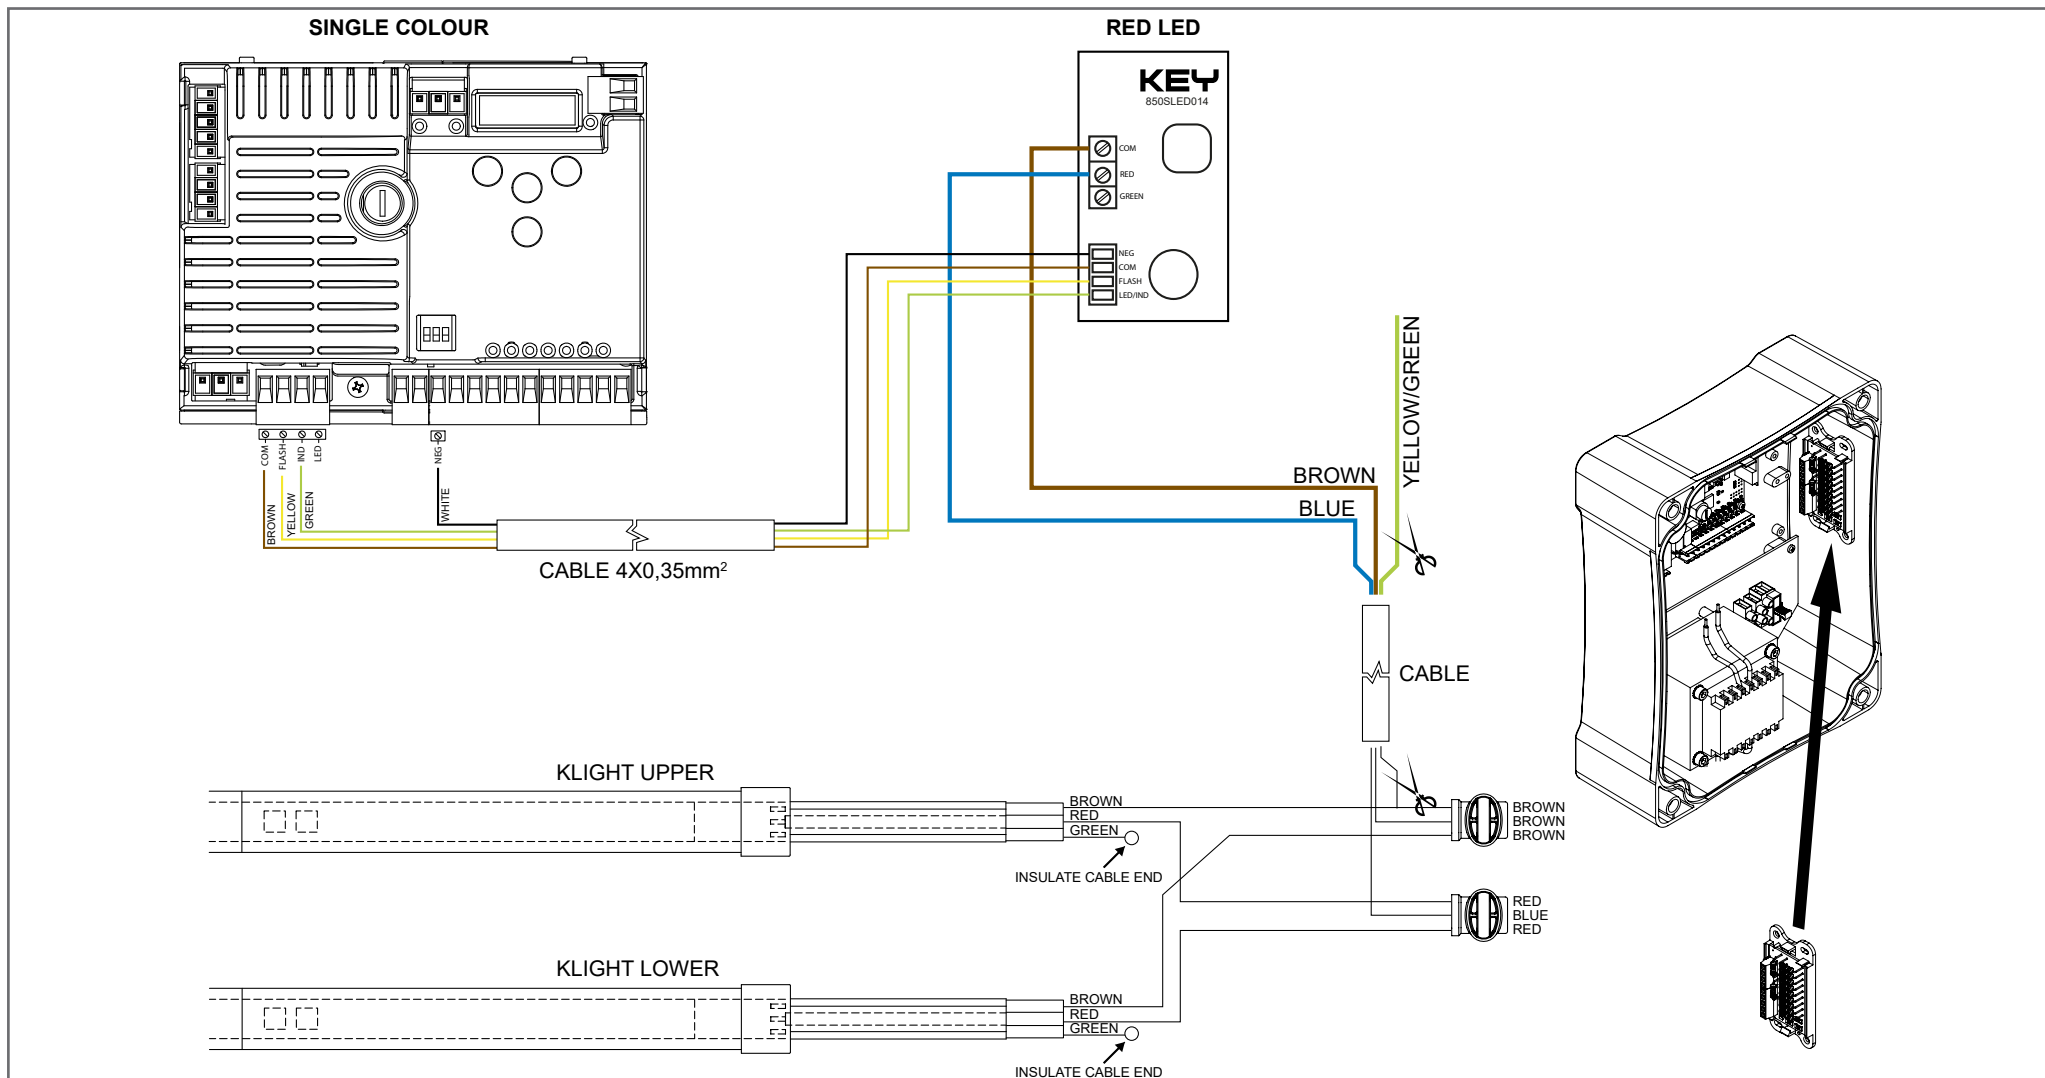 SINGLE COLOUR
RED LED
KEY
850SLED014
COM
RED
GREEN
NEG
COM
FLASH
LED/IND
COM
FLASH
IND
LED
NEG
BROWN
YELLOW
GREEN
WHITE
CABLE 4X0,35mm²
BROWN
BLUE
YELLOW/GREEN
CABLE
KLIGHT UPPER
BROWN
RED
GREEN
INSULATE CABLE END
BROWN
BROWN
BROWN
RED
BLUE
RED
KLIGHT LOWER
BROWN
RED
GREEN
INSULATE CABLE END